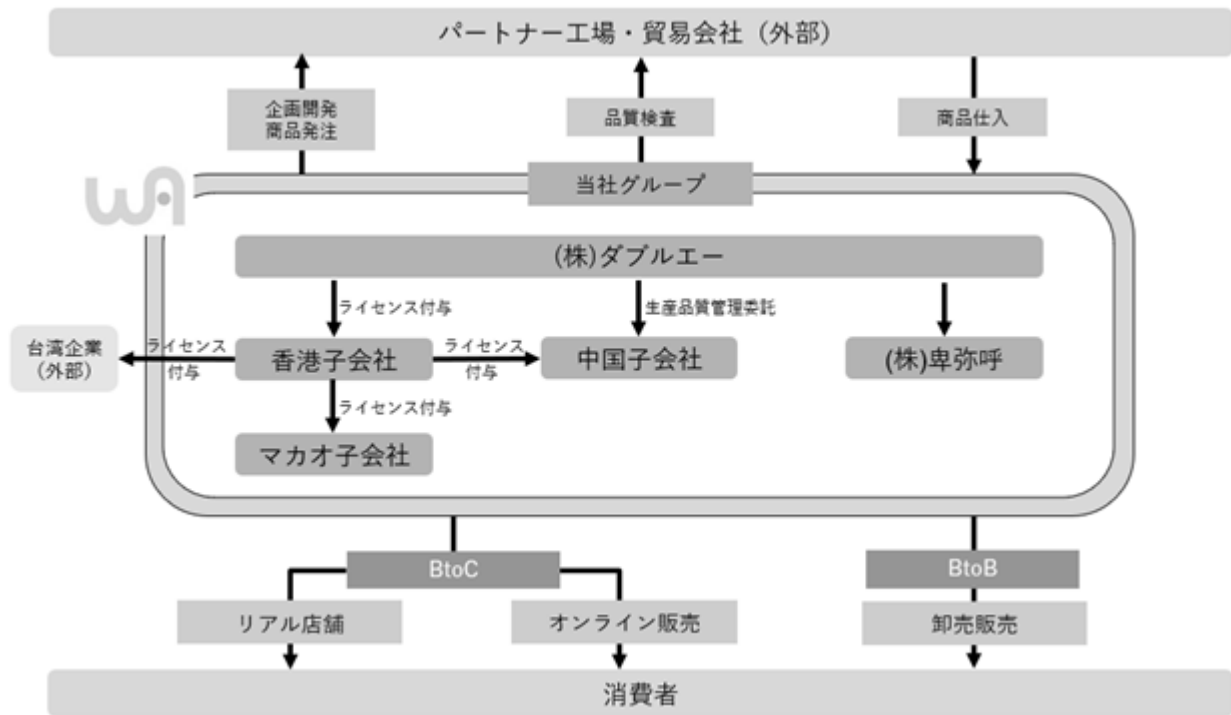 パートナー工場・貿易会社（外部）
企画開発
商品発注
品質検査
商品仕入
WA
当社グループ
(株)ダブルエー
ライセンス付与
生産品質管理委託
台湾企業
（外部）
ライセンス
付与
香港子会社
ライセンス
付与
中国子会社
(株)卑弥呼
ライセンス付与
マカオ子会社
BtoC
BtoB
リアル店舗
オンライン販売
卸売販売
消費者